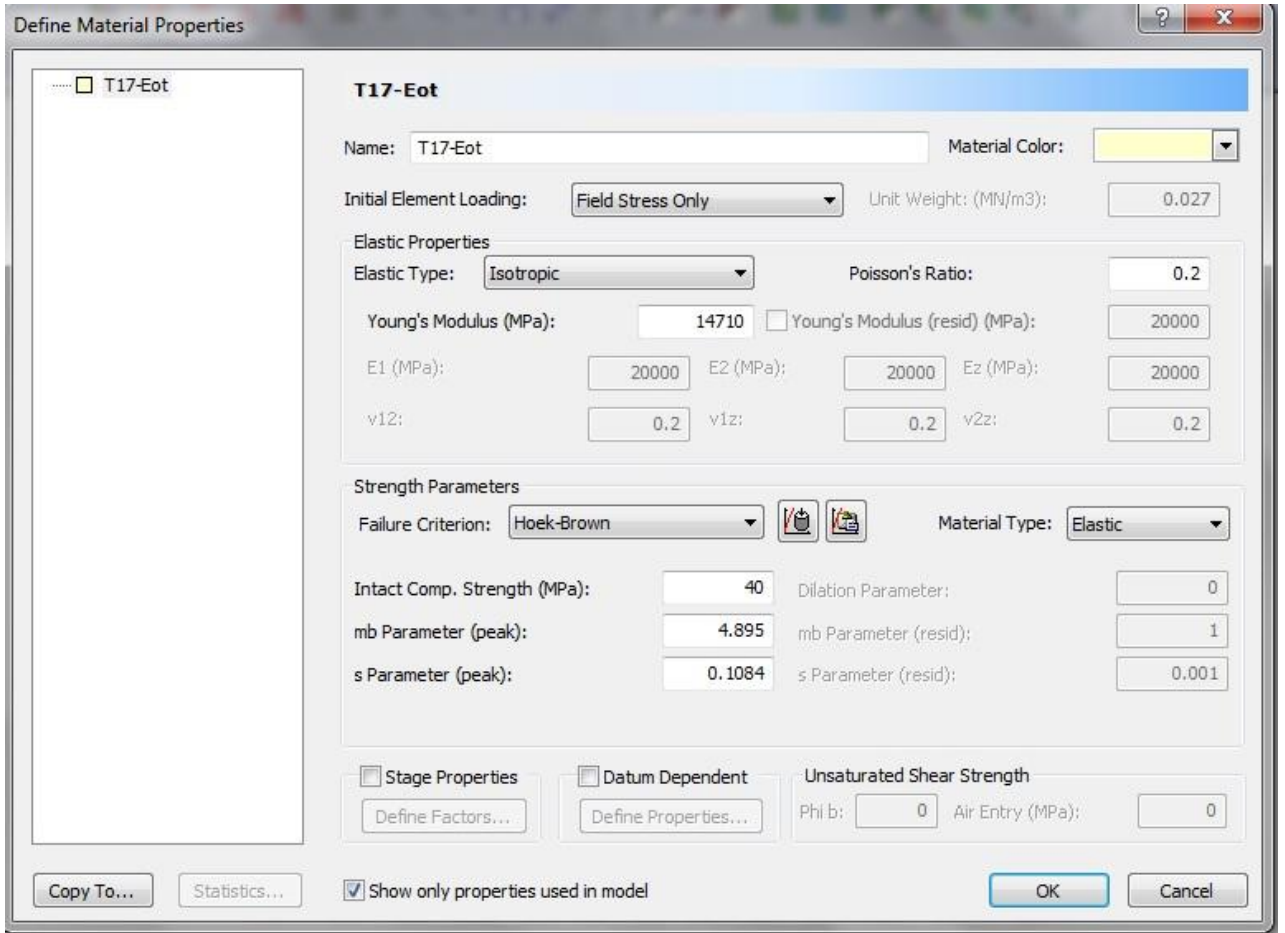 Define Material Properties
?
X
T17-Eot
T17-Eot
Name: T17-Eot Material Color:
Initial Element Loading: Field Stress Only Unit Weight: (MN/m3): 0.027
Elastic Properties
Elastic Type: Isotropic Poisson's Ratio: 0.2
Young's Modulus (MPa): 14710 Young's Modulus (resid) (MPa): 20000
E1 (MPa): 20000 E2 (MPa): 20000 Ez (MPa): 20000
v12: 0.2 v1z: 0.2 v2z: 0.2
Strength Parameters
Failure Criterion: Hoek-Brown Material Type: Elastic
Intact Comp. Strength (MPa): 40 Dilation Parameter: 0
mb Parameter (peak): 4.895 mb Parameter (resid): 1
s Parameter (peak): 0.1084 s Parameter (resid): 0.001
Stage Properties Datum Dependent Unsaturated Shear Strength
Define Factors... Define Properties... Phi b: 0 Air Entry (MPa): 0
Copy To... Statistics... Show only properties used in model OK Cancel